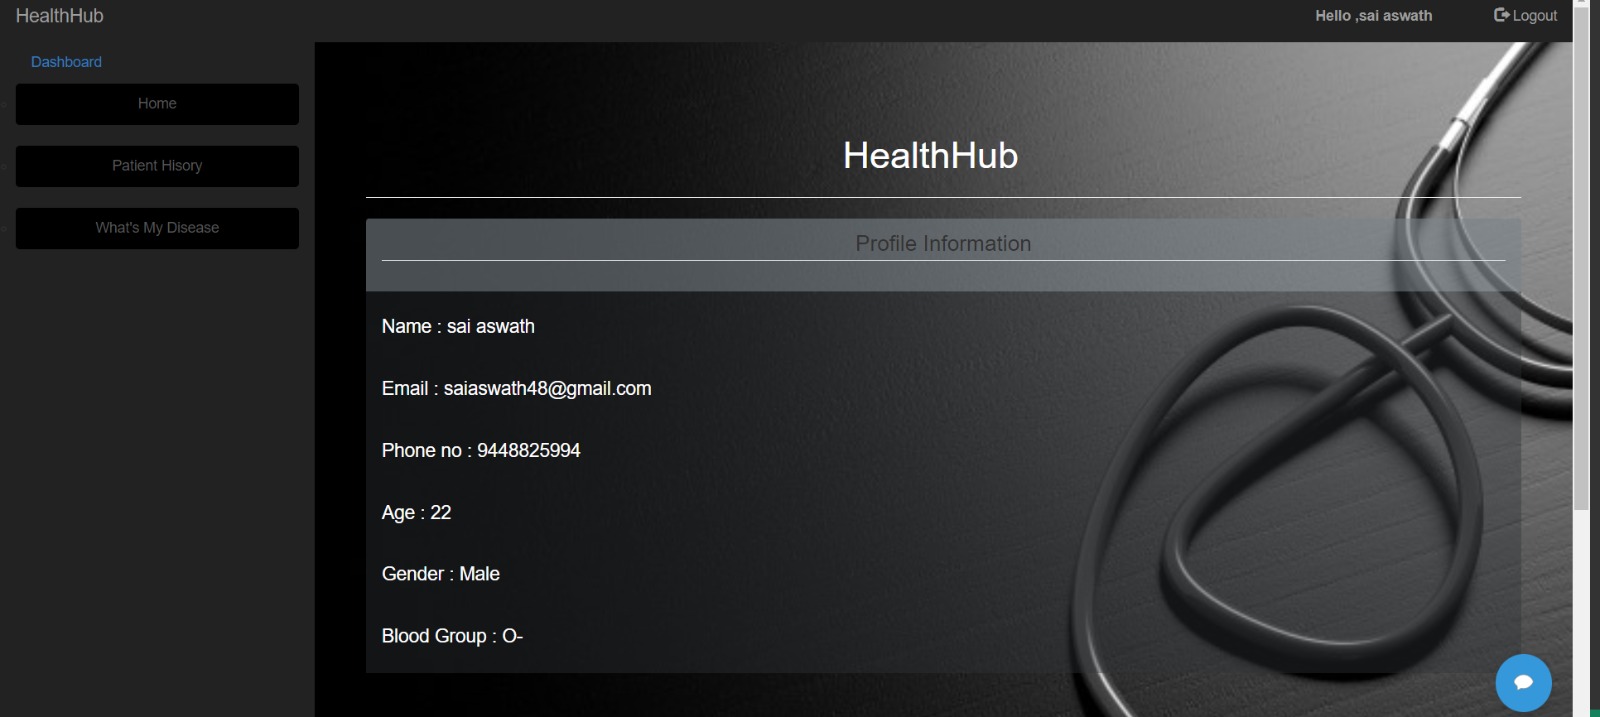 HealthHub
Hello ,sai aswath
Logout
Dashboard
Home
Patient Hisory
What's My Disease
HealthHub
Profile Information
Name : sai aswath
Email : saiaswath48@gmail.com
Phone no : 9448825994
Age : 22
Gender : Male
Blood Group : O-